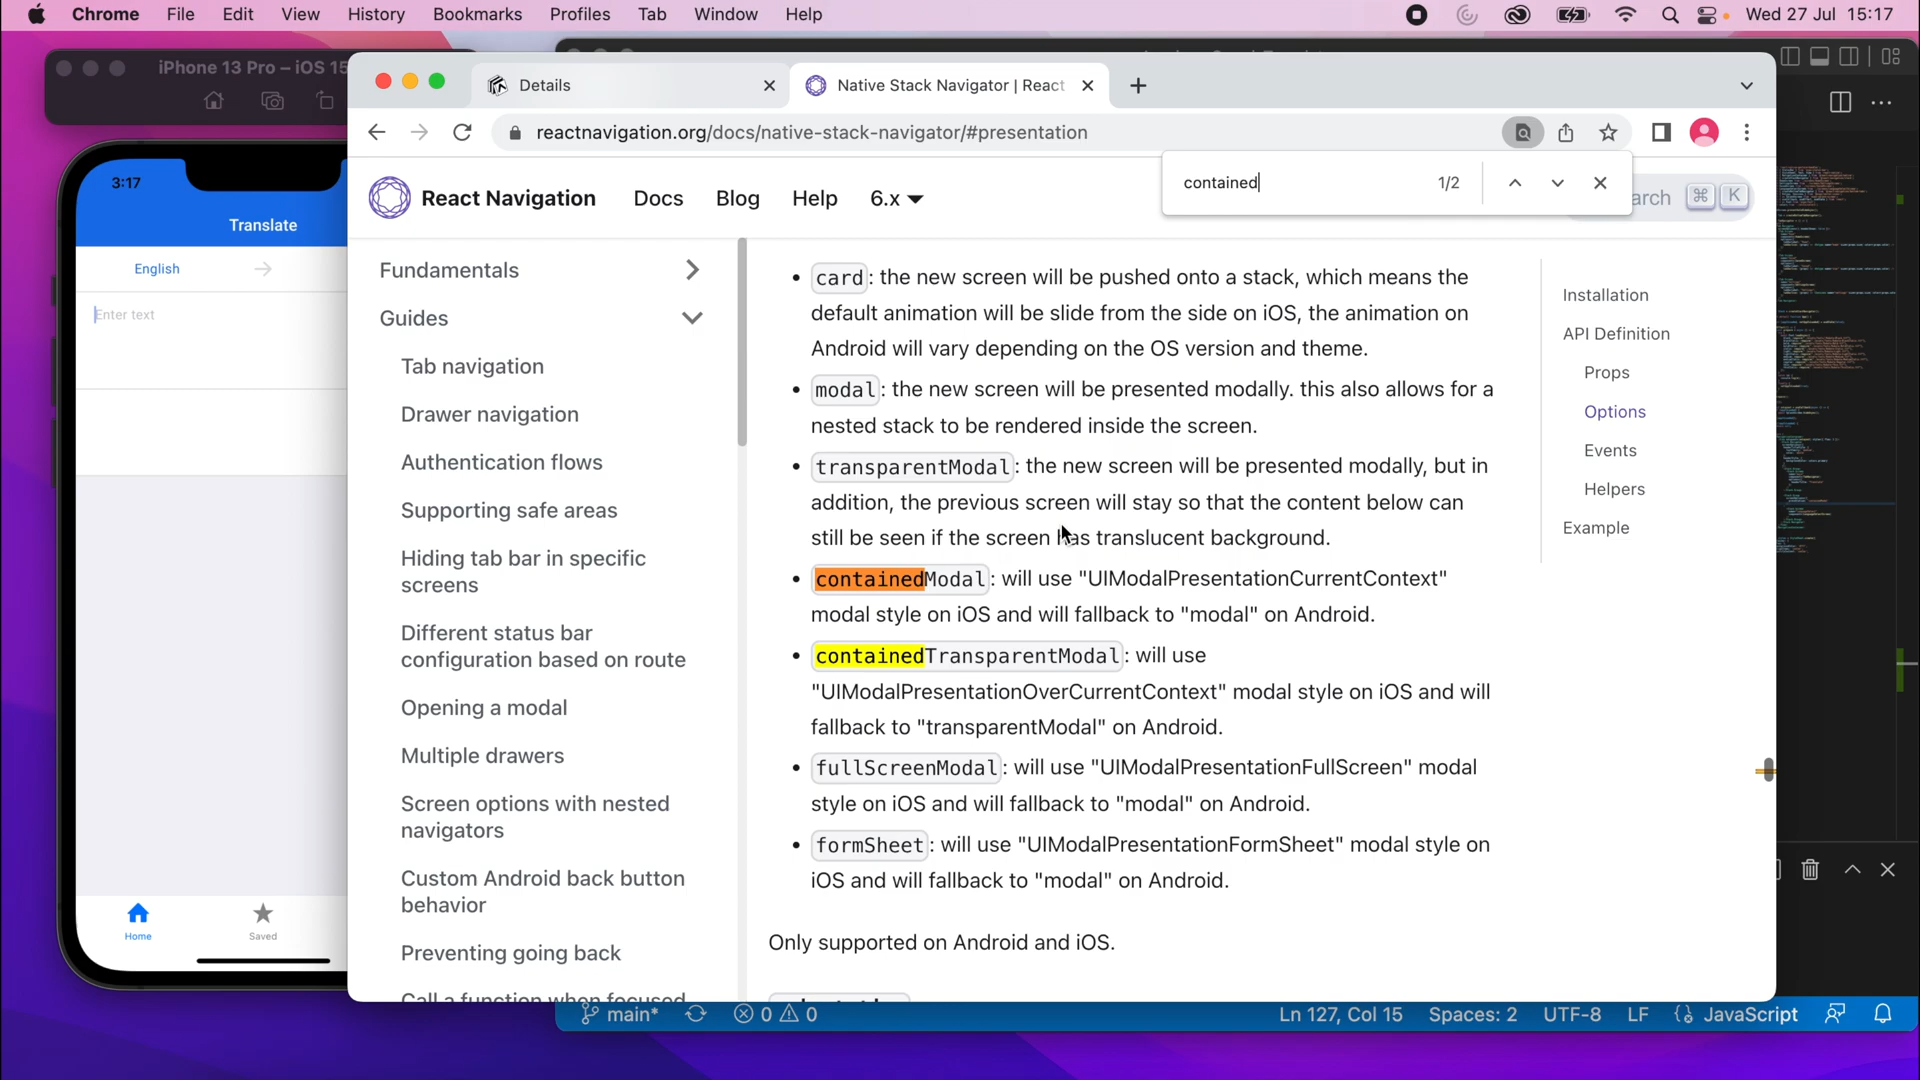 Chrome File Edit View History Bookmarks Profiles Tab Window Help Wed 27 Jul 15:17
iPhone 13 Pro – iOS 15
Details
Native Stack Navigator | React
reactnavigation.org/docs/native-stack-navigator/#presentation
contained 1/2
React Navigation Docs Blog Help 6.x
arch ⌘ K
3:17
Translate
English
Enter text
Home
Saved
Fundamentals
Guides
Tab navigation
Drawer navigation
Authentication flows
Supporting safe areas
Hiding tab bar in specific
screens
Different status bar
configuration based on route
Opening a modal
Multiple drawers
Screen options with nested
navigators
Custom Android back button
behavior
Preventing going back
Call a function when focused
card: the new screen will be pushed onto a stack, which means the
default animation will be slide from the side on iOS, the animation on
Android will vary depending on the OS version and theme.
modal: the new screen will be presented modally. this also allows for a
nested stack to be rendered inside the screen.
transparentModal: the new screen will be presented modally, but in
addition, the previous screen will stay so that the content below can
still be seen if the screen has translucent background.
containedModal: will use "UIModalPresentationCurrentContext"
modal style on iOS and will fallback to "modal" on Android.
containedTransparentModal: will use
"UIModalPresentationOverCurrentContext" modal style on iOS and will
fallback to "transparentModal" on Android.
fullScreenModal: will use "UIModalPresentationFullScreen" modal
style on iOS and will fallback to "modal" on Android.
formSheet: will use "UIModalPresentationFormSheet" modal style on
iOS and will fallback to "modal" on Android.
Only supported on Android and iOS.
Installation
API Definition
Props
Options
Events
Helpers
Example
main* 0 0 Ln 127, Col 15 Spaces: 2 UTF-8 LF JavaScript